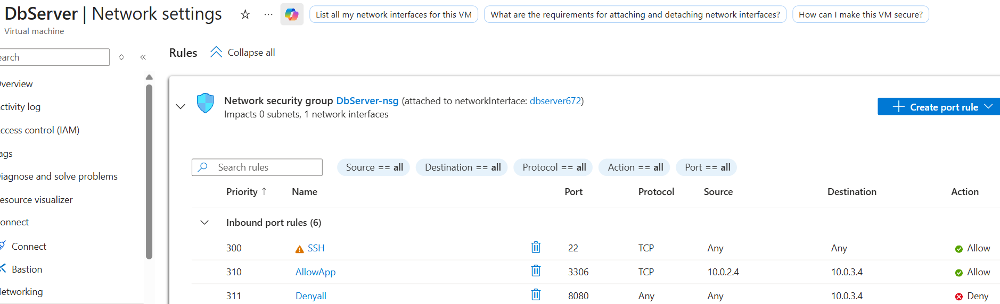 DbServer | Network settings
List all my network interfaces for this VM
What are the requirements for attaching and detaching network interfaces?
How can I make this VM secure?
Virtual machine
earch
Rules
Collapse all
Overview
ctivity log
ccess control (IAM)
ags
Diagnose and solve problems
esource visualizer
onnect
Connect
Bastion
Networking
Network security group DbServer-nsg (attached to networkInterface: dbserver672)
Impacts 0 subnets, 1 network interfaces
Create port rule
Search rules
Source == all
Destination == all
Protocol == all
Action == all
Port == all
Priority ↑ Name Port Protocol Source Destination Action
Inbound port rules (6)
300 SSH 22 TCP Any Any Allow
310 AllowApp 3306 TCP 10.0.2.4 10.0.3.4 Allow
311 Denyall 8080 Any Any 10.0.3.4 Deny